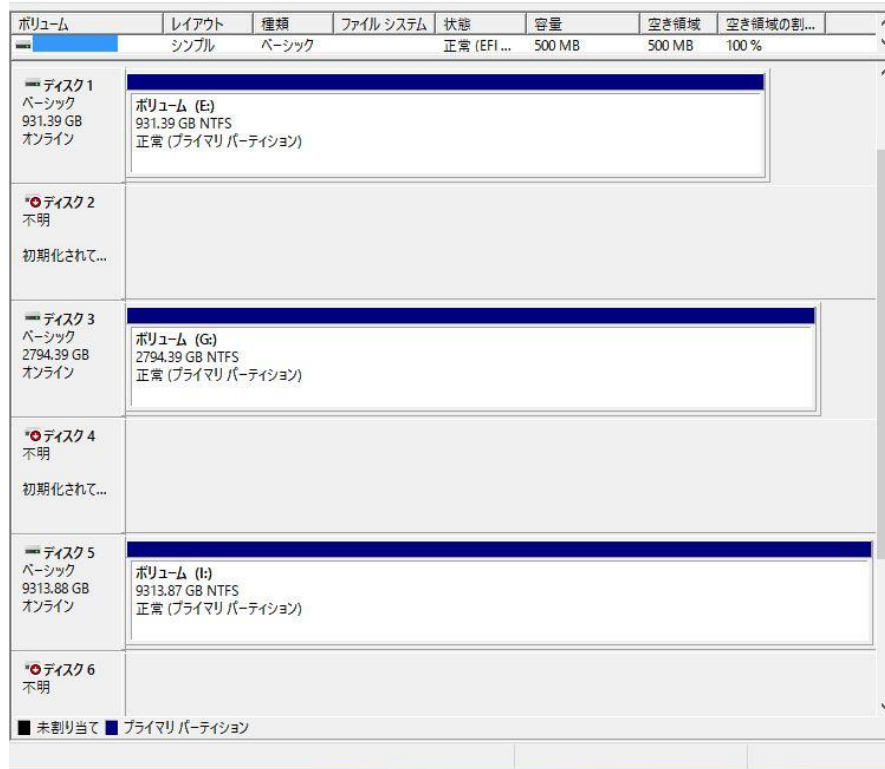 ボリューム レイアウト 種類 ファイル システム 状態 容量 空き領域 空き領域の割...
シンプル ベーシック 正常 (EFI ... 500 MB 500 MB 100 %
ディスク 1
ベーシック
931.39 GB
オンライン
ボリューム (E:)
931.39 GB NTFS
正常 (プライマリ パーティション)
ディスク 2
不明
初期化されて...
ディスク 3
ベーシック
2794.39 GB
オンライン
ボリューム (G:)
2794.39 GB NTFS
正常 (プライマリ パーティション)
ディスク 4
不明
初期化されて...
ディスク 5
ベーシック
9313.88 GB
オンライン
ボリューム (I:)
9313.87 GB NTFS
正常 (プライマリ パーティション)
ディスク 6
不明
未割り当て プライマリ パーティション